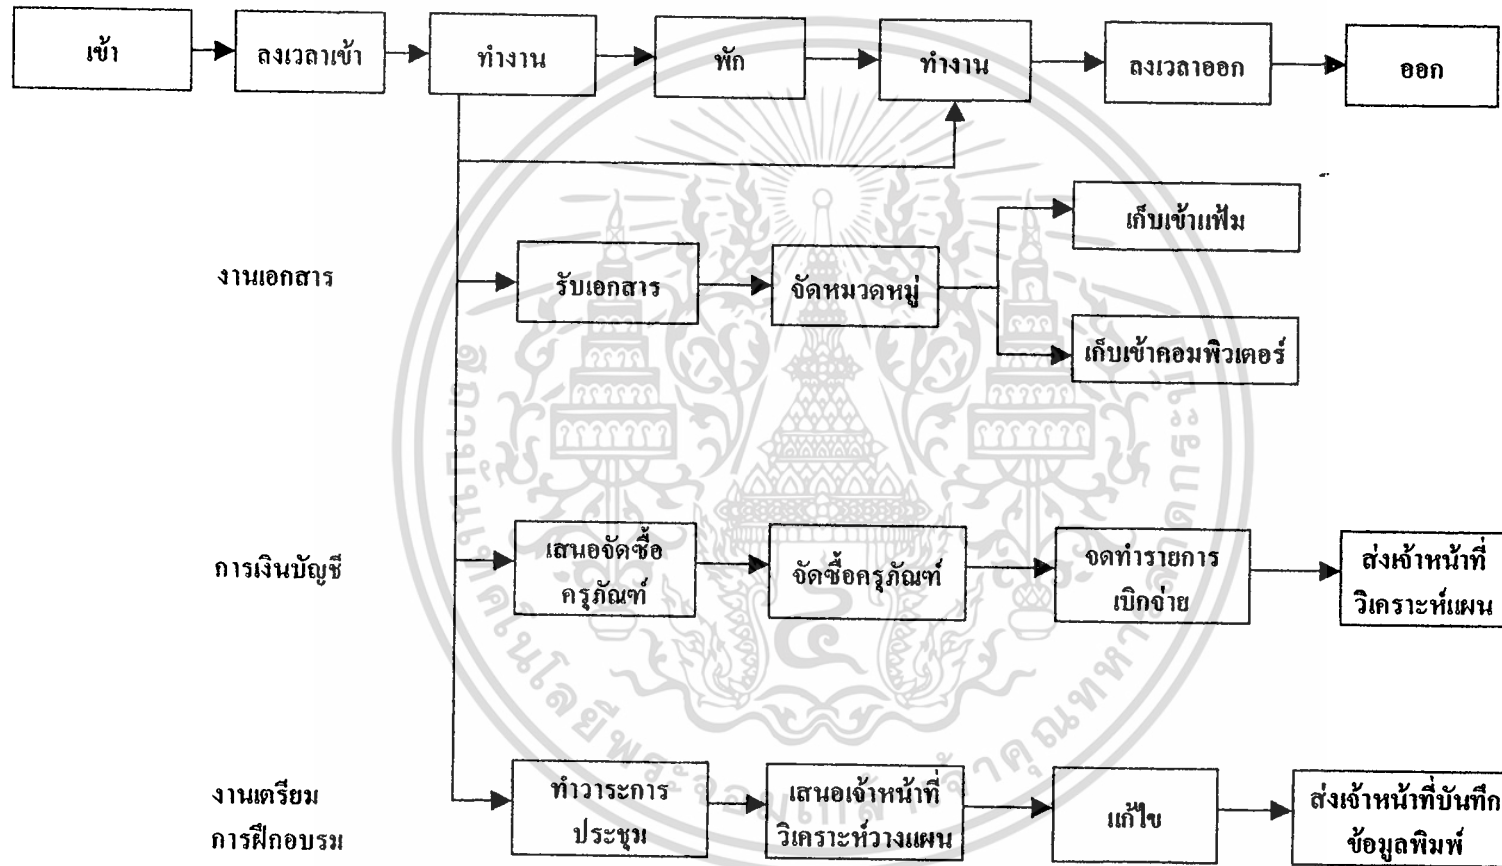 เข้า
ลงเวลาเข้า
ทำงาน
พัก
ทำงาน
ลงเวลาออก
ออก
งานเอกสาร
รับเอกสาร
จัดหมวดหมู่
เก็บเข้าแฟ้ม
เก็บเข้าคอมพิวเตอร์
การเงินบัญชี
เสนอจัดซื้อ
ครุภัณฑ์
จัดซื้อครุภัณฑ์
จดทำรายการ
เบิกจ่าย
ส่งเจ้าหน้าที่
วิเคราะห์แผน
งานเตรียม
การฝึกอบรม
ทำวาระการ
ประชุม
เสนอเจ้าหน้าที่
วิเคราะห์วางแผน
แก้ไข
ส่งเจ้าหน้าที่บันทึก
ข้อมูลพิมพ์